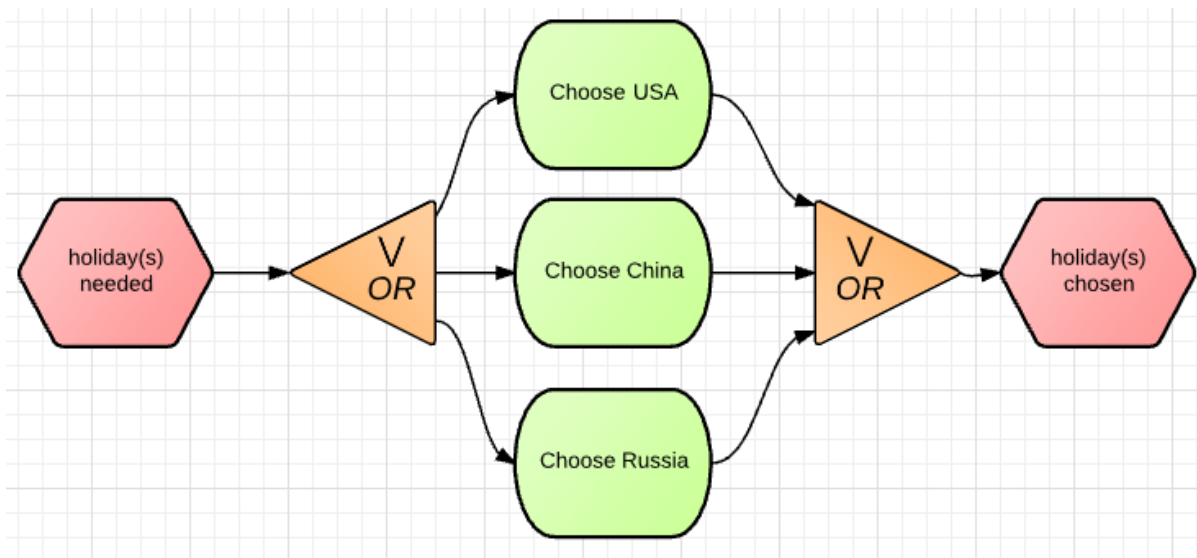 holiday(s)
needed
V
OR
Choose USA
Choose China
Choose Russia
V
OR
holiday(s)
chosen